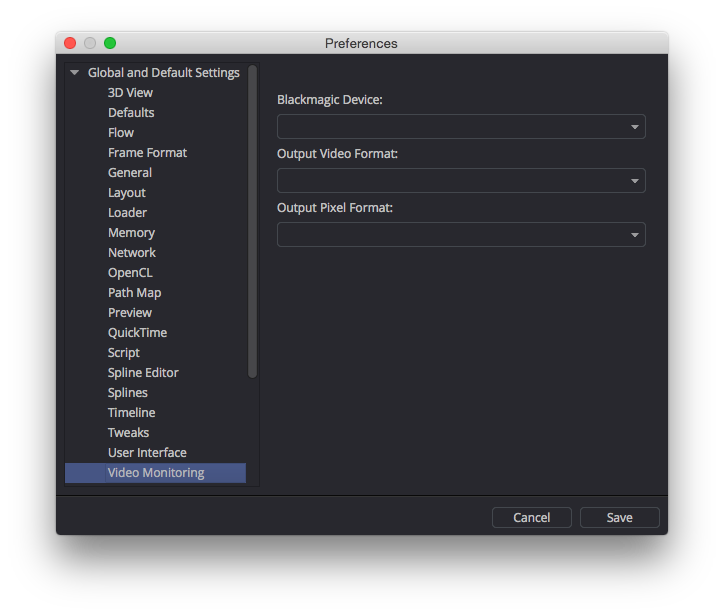 Preferences
Global and Default Settings
3D View
Defaults
Flow
Frame Format
General
Layout
Loader
Memory
Network
OpenCL
Path Map
Preview
QuickTime
Script
Spline Editor
Splines
Timeline
Tweaks
User Interface
Video Monitoring
Blackmagic Device:
Output Video Format:
Output Pixel Format:
Cancel
Save